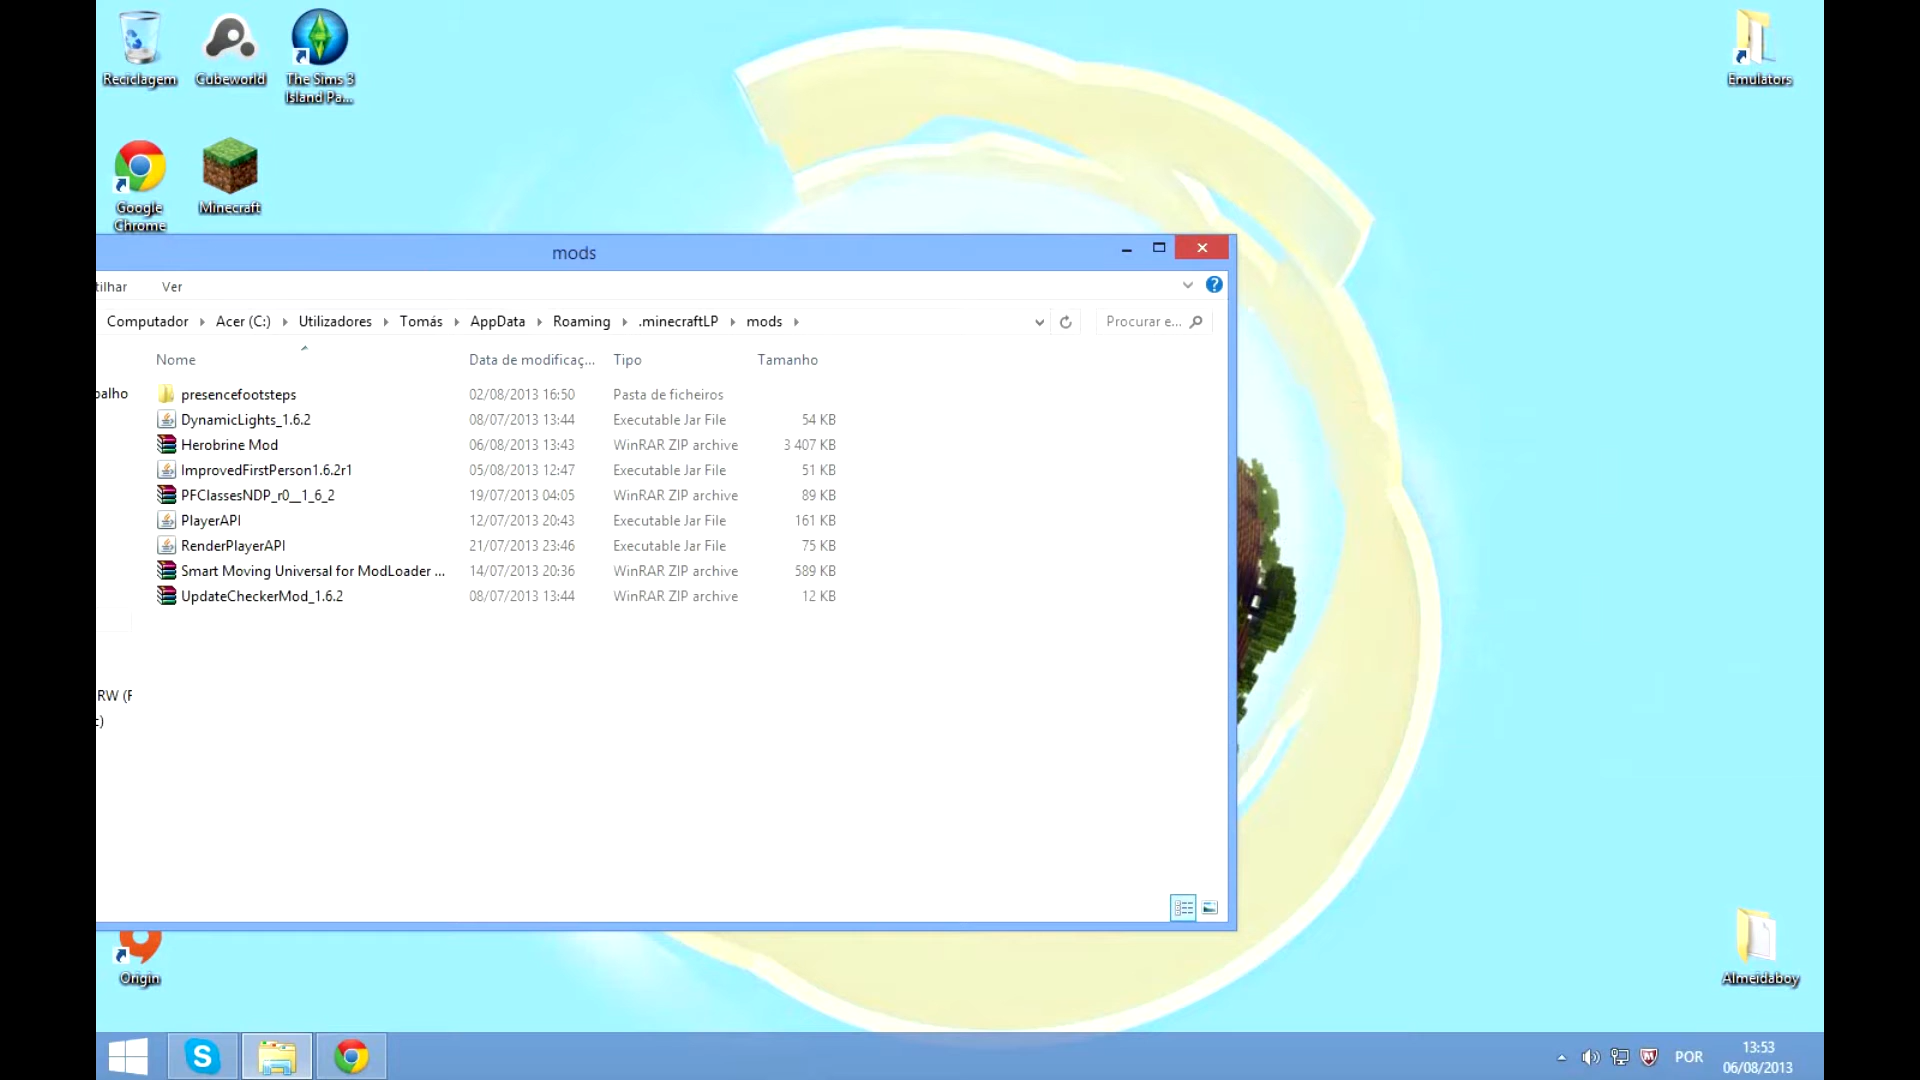 Reciclagem
Cubeworld
The Sims 3
Island Pa...
Emulators
Google
Chrome
Minecraft
mods
tilhar Ver
Computador Acer (C:) Utilizadores Tomás AppData Roaming .minecraftLP mods Procurar e...
Nome Data de modificaç... Tipo Tamanho
presencefootsteps 02/08/2013 16:50 Pasta de ficheiros
DynamicLights_1.6.2 08/07/2013 13:44 Executable Jar File 54 KB
Herobrine Mod 06/08/2013 13:43 WinRAR ZIP archive 3 407 KB
ImprovedFirstPerson1.6.2r1 05/08/2013 12:47 Executable Jar File 51 KB
PFClassesNDP_r0__1_6_2 19/07/2013 04:05 WinRAR ZIP archive 89 KB
PlayerAPI 12/07/2013 20:43 Executable Jar File 161 KB
RenderPlayerAPI 21/07/2013 23:46 Executable Jar File 75 KB
Smart Moving Universal for ModLoader ... 14/07/2013 20:36 WinRAR ZIP archive 589 KB
UpdateCheckerMod_1.6.2 08/07/2013 13:44 WinRAR ZIP archive 12 KB
balho
RW (F
:)
Origin
Almeidaboy
POR
13:53
06/08/2013